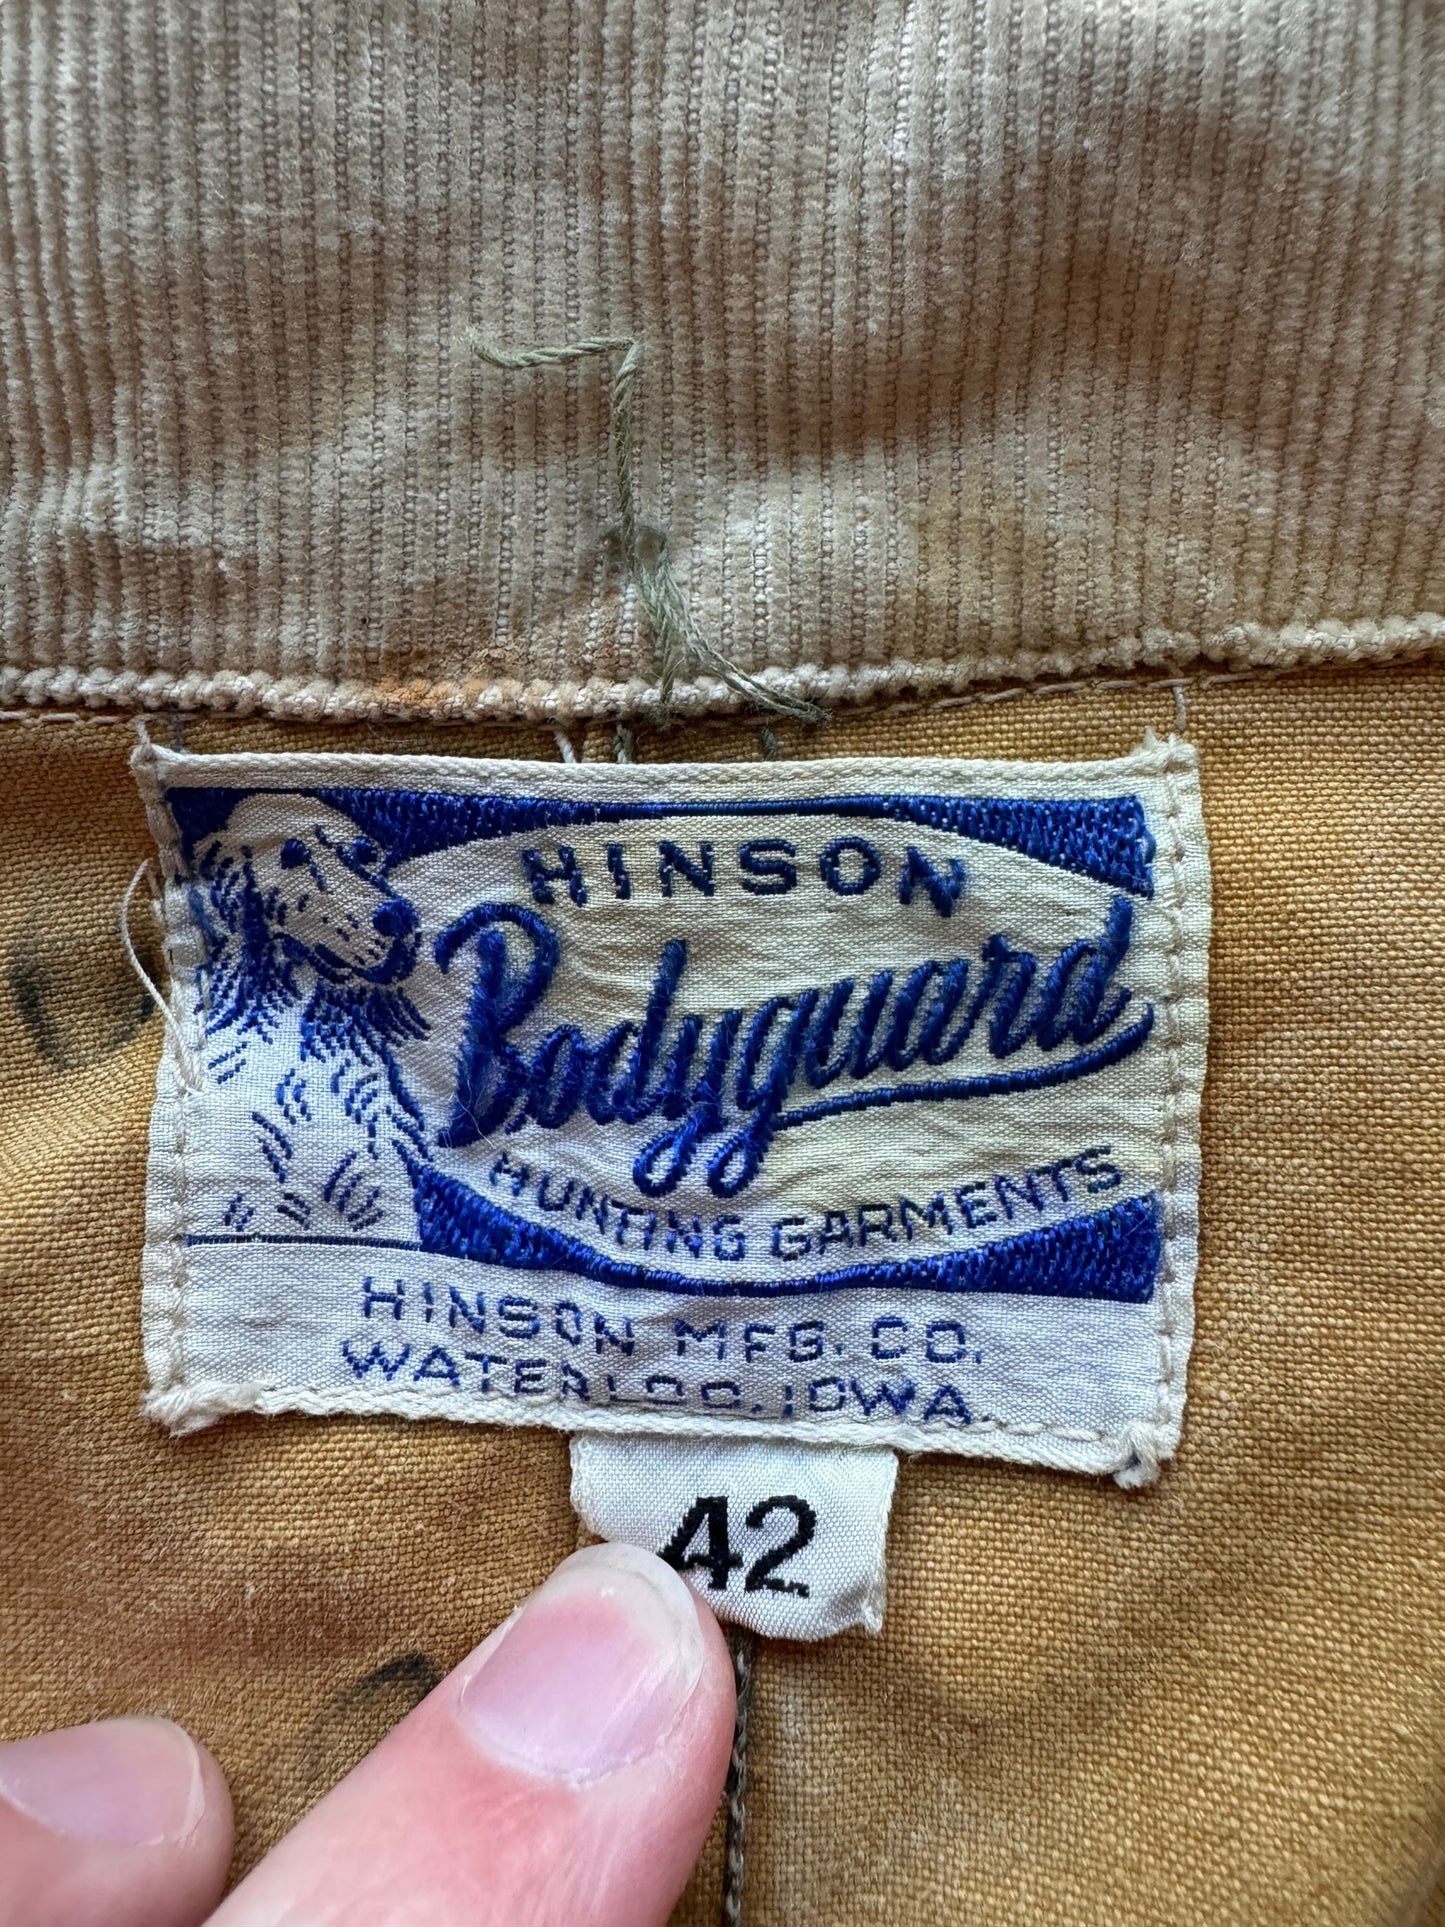 HINSON
Bodyguard
HUNTING GARMENTS
HINSON MFG. CO.
WATERLOO, IOWA.
42